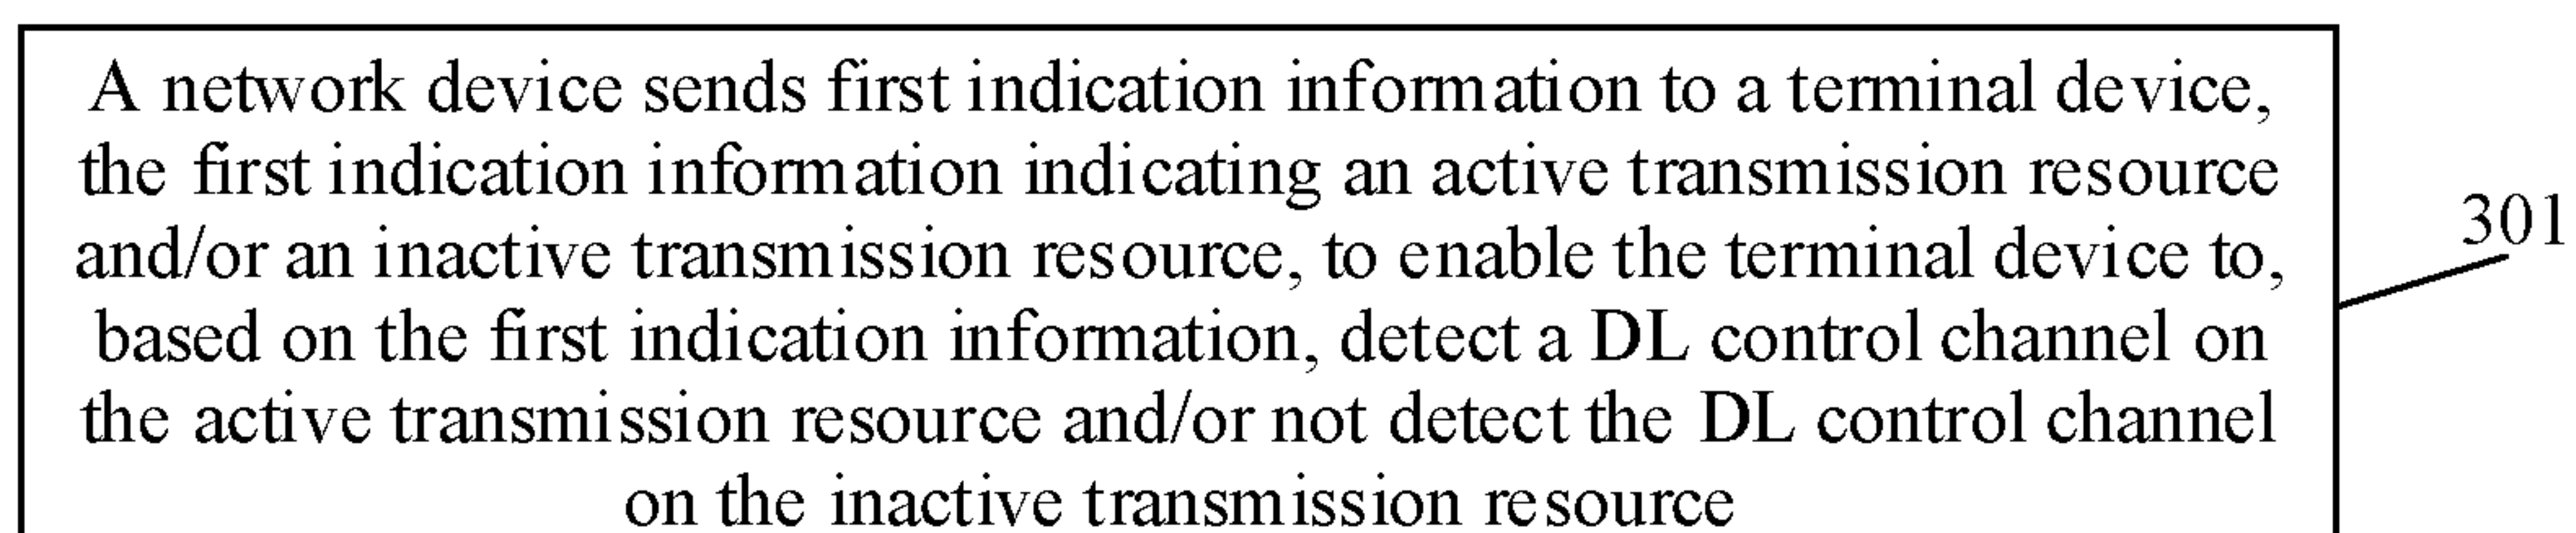 A network device sends first indication information to a terminal device,
the first indication information indicating an active transmission resource
and/or an inactive transmission resource, to enable the terminal device to,
based on the first indication information, detect a DL control channel on
the active transmission resource and/or not detect the DL control channel
on the inactive transmission resource
301